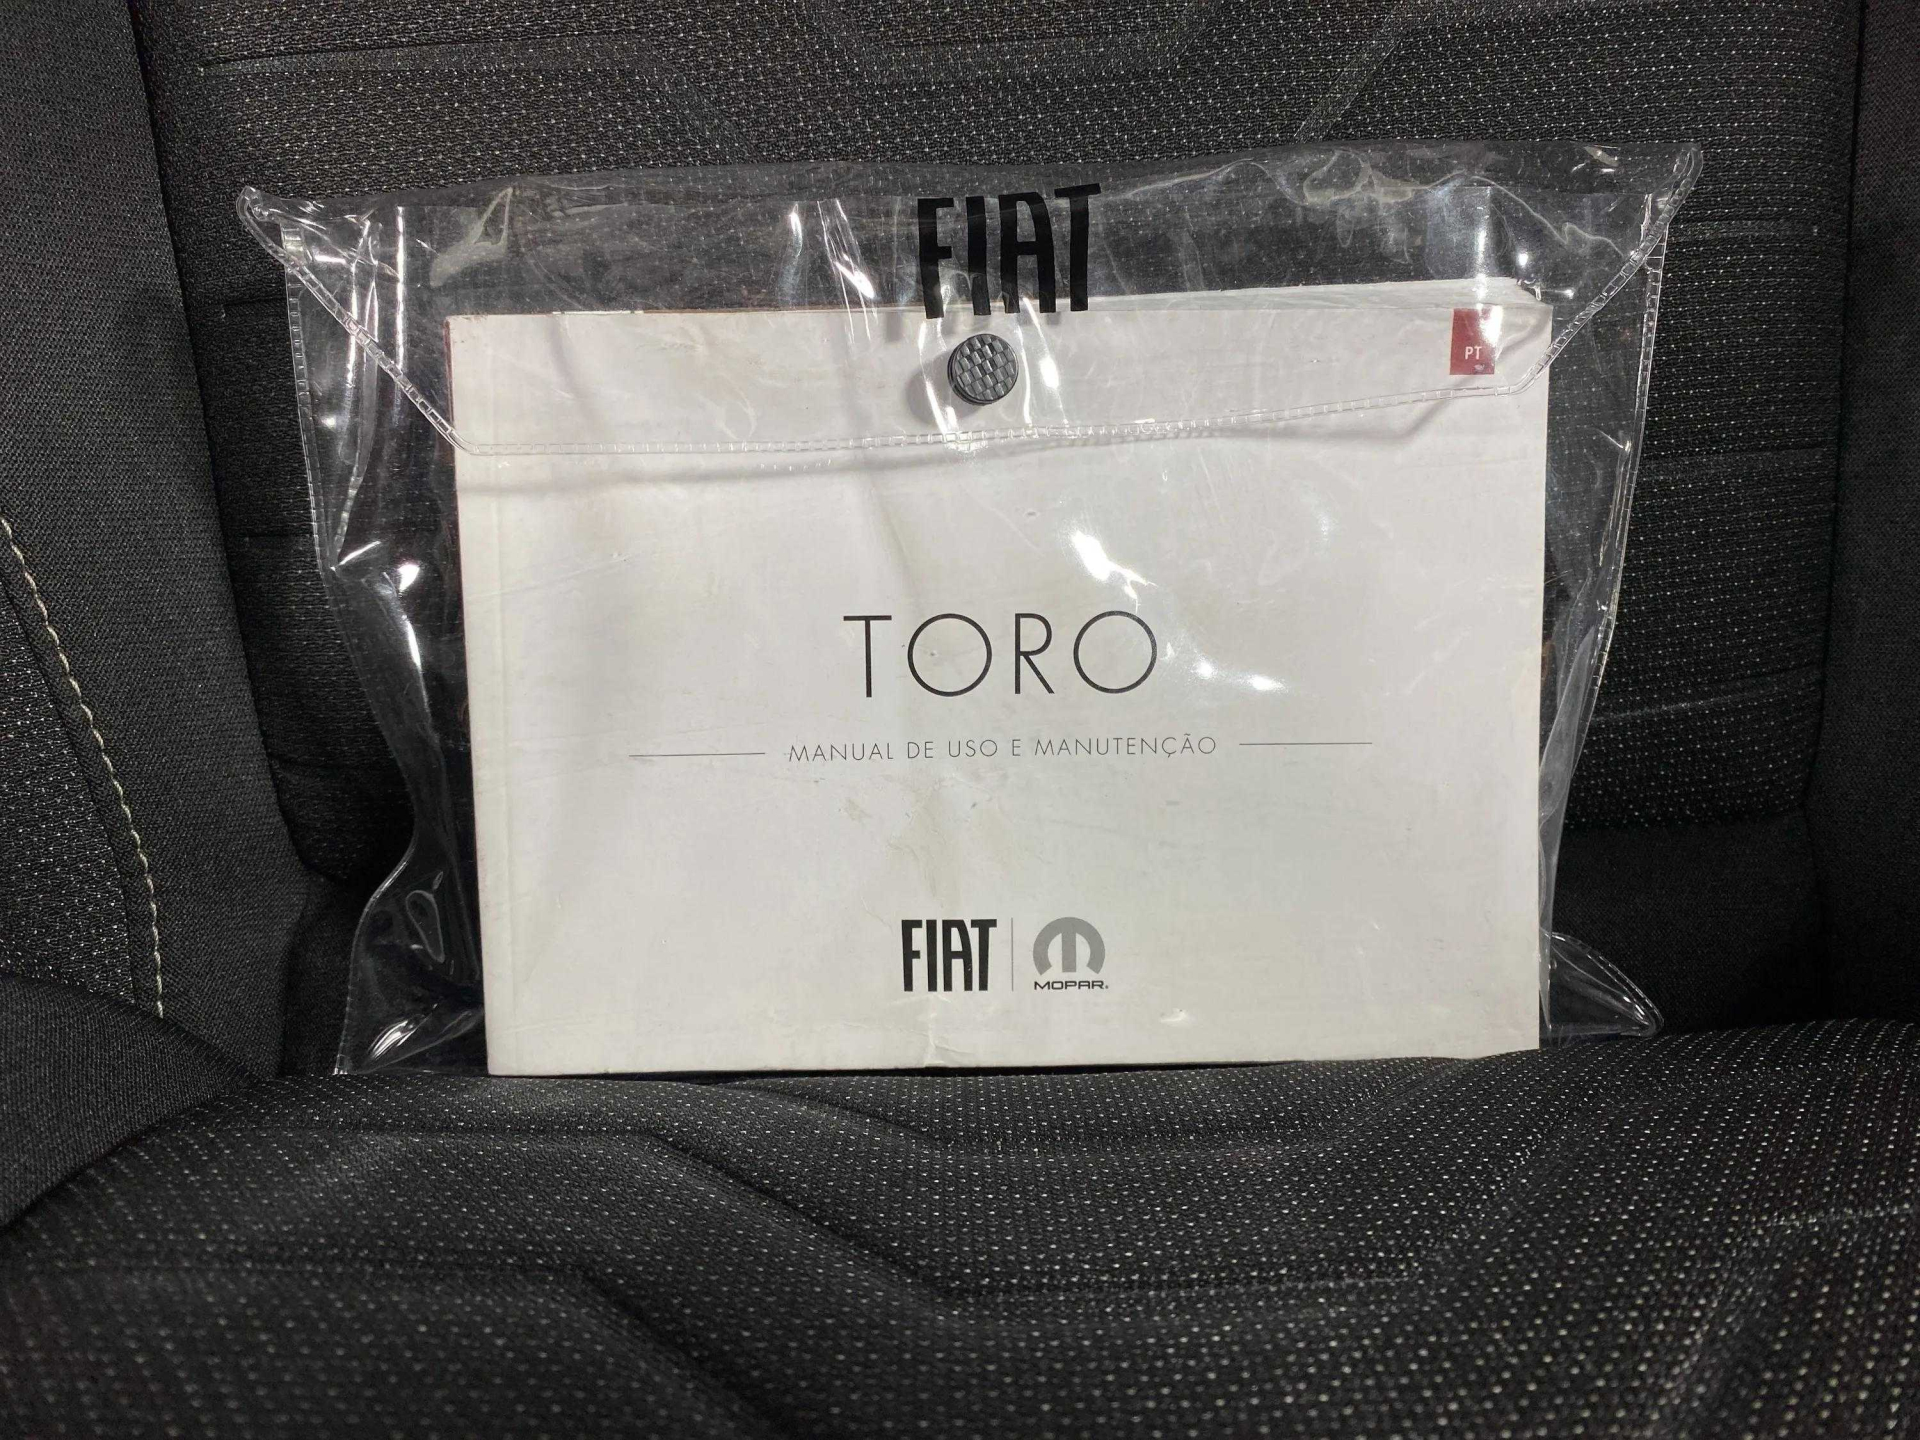 FIAT
PT
TORO
MANUAL DE USO E MANUTENÇÃO
FIAT
MOPAR®